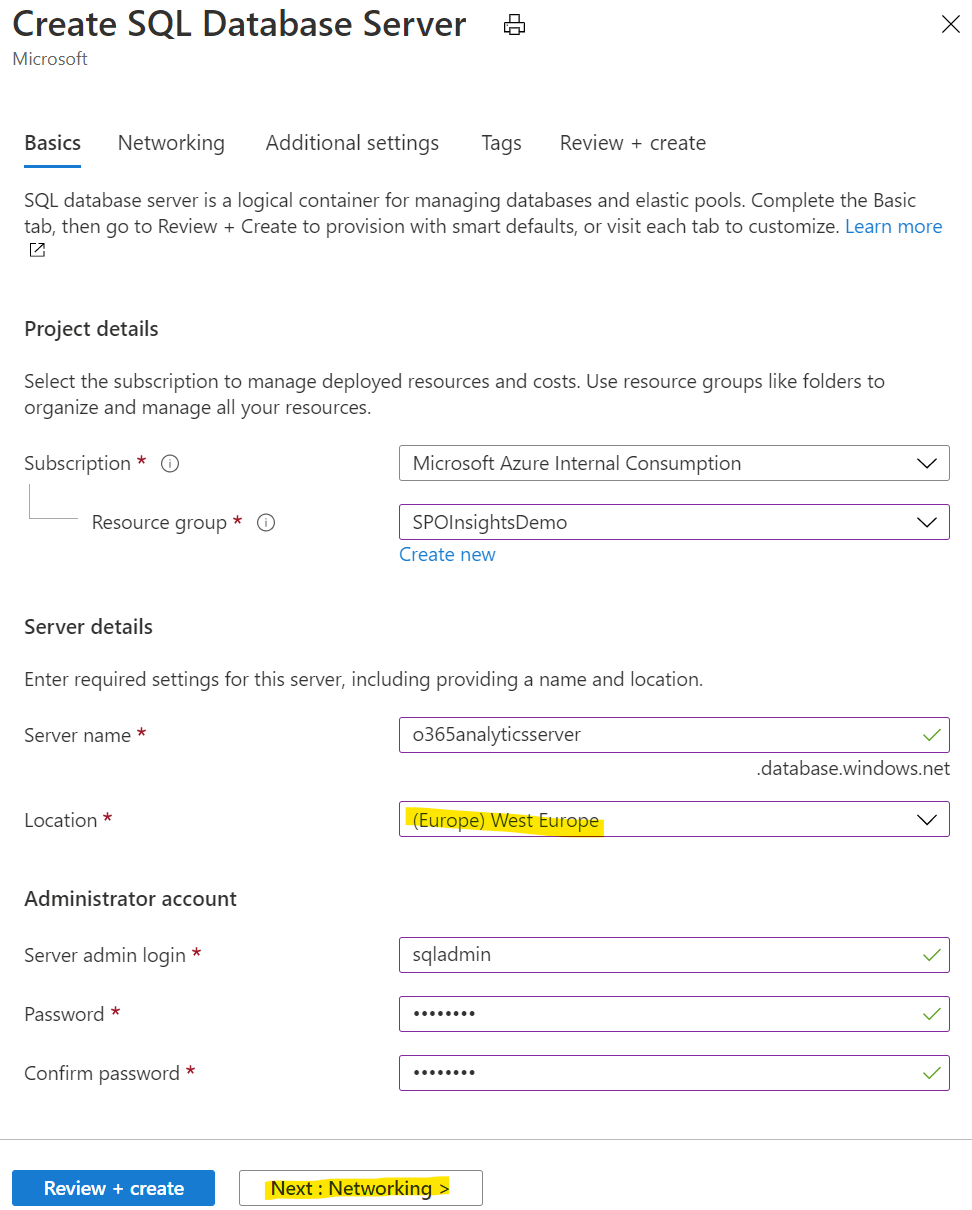 Create SQL Database Server
Microsoft
Basics Networking Additional settings Tags Review + create
SQL database server is a logical container for managing databases and elastic pools. Complete the Basic
tab, then go to Review + Create to provision with smart defaults, or visit each tab to customize. Learn more
Project details
Select the subscription to manage deployed resources and costs. Use resource groups like folders to
organize and manage all your resources.
Subscription * Microsoft Azure Internal Consumption
Resource group * SPOInsightsDemo
Create new
Server details
Enter required settings for this server, including providing a name and location.
Server name * o365analyticsserver
.database.windows.net
Location * (Europe) West Europe
Administrator account
Server admin login * sqladmin
Password * ••••••••
Confirm password * ••••••••
Review + create Next : Networking >